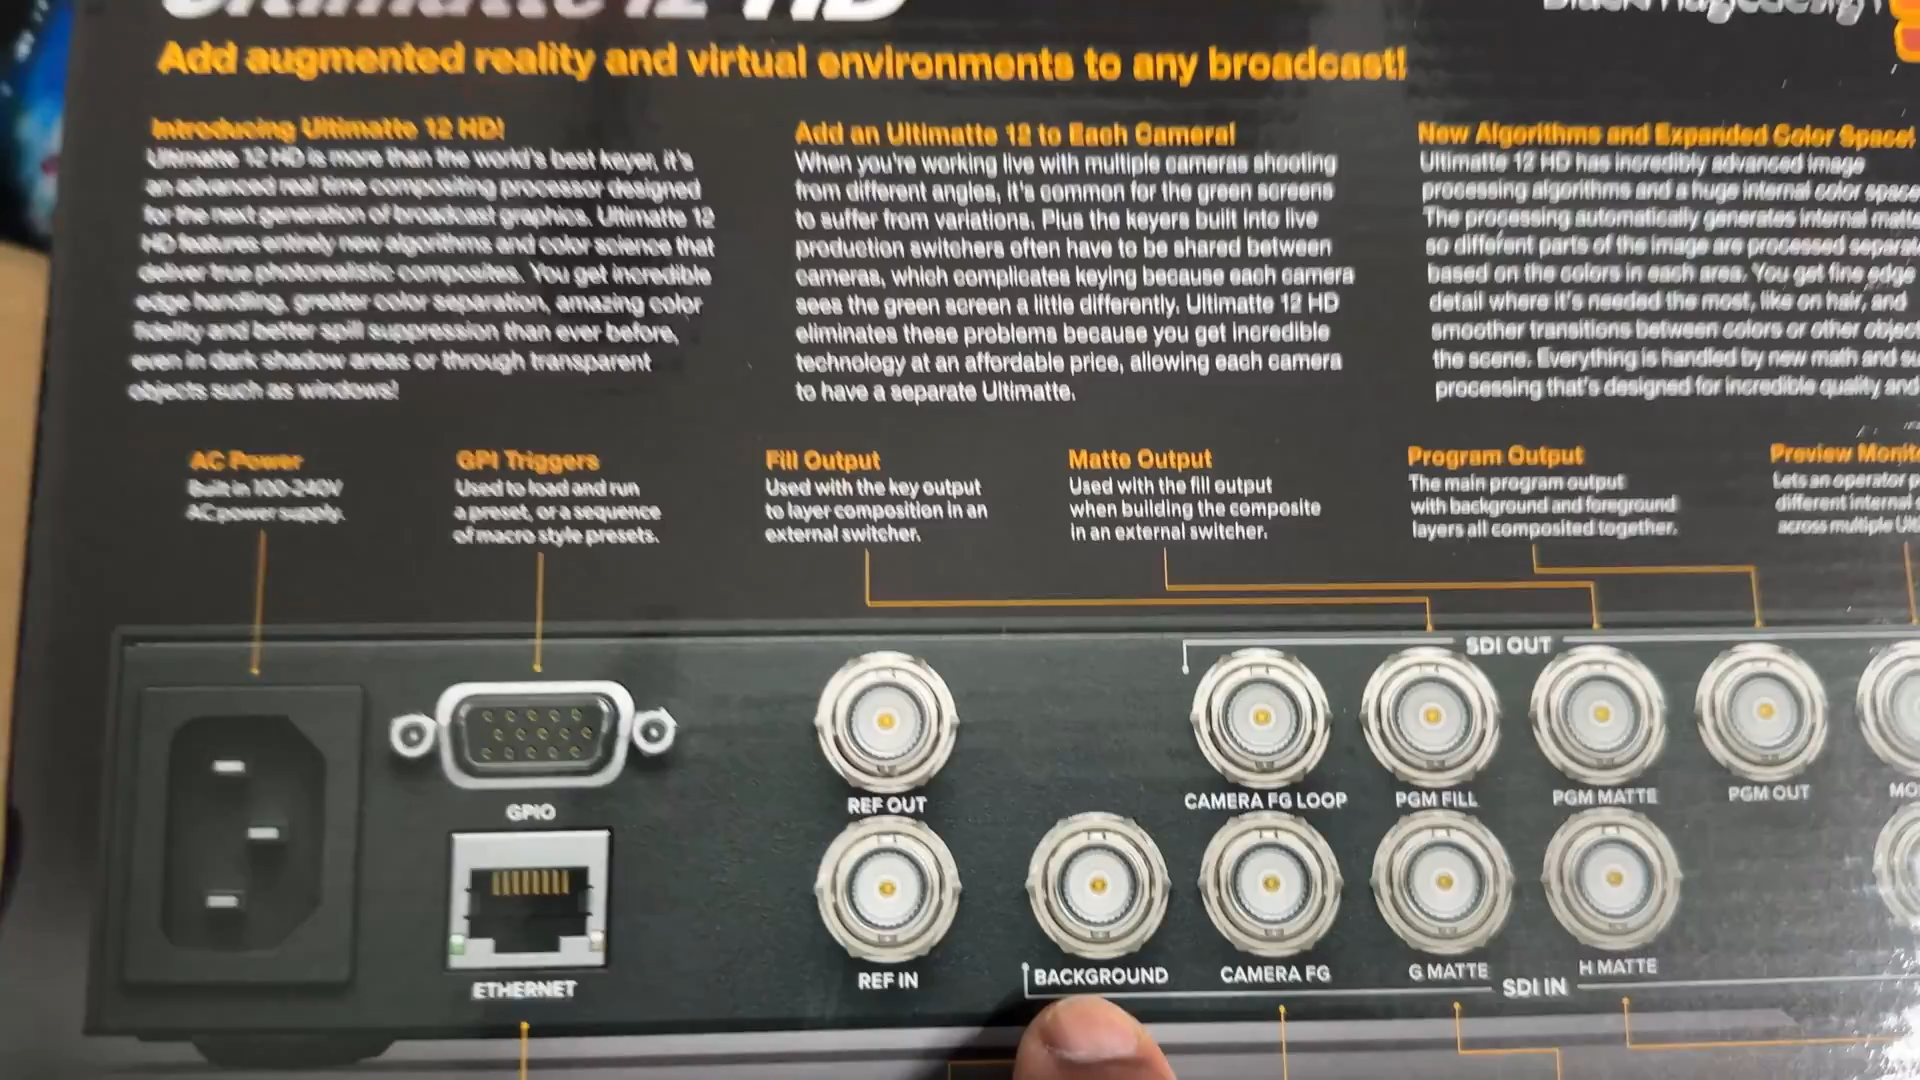 Ultimatte 12 HD
Blackmagicdesign
Add augmented reality and virtual environments to any broadcast!
Introducing Ultimatte 12 HD!
Ultimatte 12 HD is more than the world's best keyer, it's
an advanced real time compositing processor designed
for the next generation of broadcast graphics. Ultimatte 12
HD features entirely new algorithms and color science that
deliver true photorealistic composites. You get incredible
edge handling, greater color separation, amazing color
fidelity and better spill suppression than ever before,
even in dark shadow areas or through transparent
objects such as windows!
Add an Ultimatte 12 to Each Camera!
When you're working live with multiple cameras shooting
from different angles, it's common for the green screens
to suffer from variations. Plus the keyers built into live
production switchers often have to be shared between
cameras, which complicates keying because each camera
sees the green screen a little differently. Ultimatte 12 HD
eliminates these problems because you get incredible
technology at an affordable price, allowing each camera
to have a separate Ultimatte.
New Algorithms and Expanded Color Space!
Ultimatte 12 HD has incredibly advanced image
processing algorithms and a huge internal color space
The processing automatically generates internal matte
so different parts of the image are processed
based on the colors in each area. You get fine edge
detail where it's needed the most, like on hair, and
smoother transitions between colors or other
the scene. Everything is handled by new math and
processing that's designed for incredible quality and
AC Power
Built in 100-240V
AC power supply.
GPI Triggers
Used to load and run
a preset, or a sequence
of macro style presets.
Fill Output
Used with the key output
to layer composition in an
external switcher.
Matte Output
Used with the fill output
when building the composite
in an external switcher.
Program Output
The main program output
with background and foreground
layers all composited together.
Preview
Lets an operator
different internal
across multiple
SDI OUT
REF OUT
CAMERA FG LOOP
PGM FILL
PGM MATTE
PGM OUT
GPIO
ETHERNET
REF IN
BACKGROUND
CAMERA FG
G MATTE
H MATTE
SDI IN